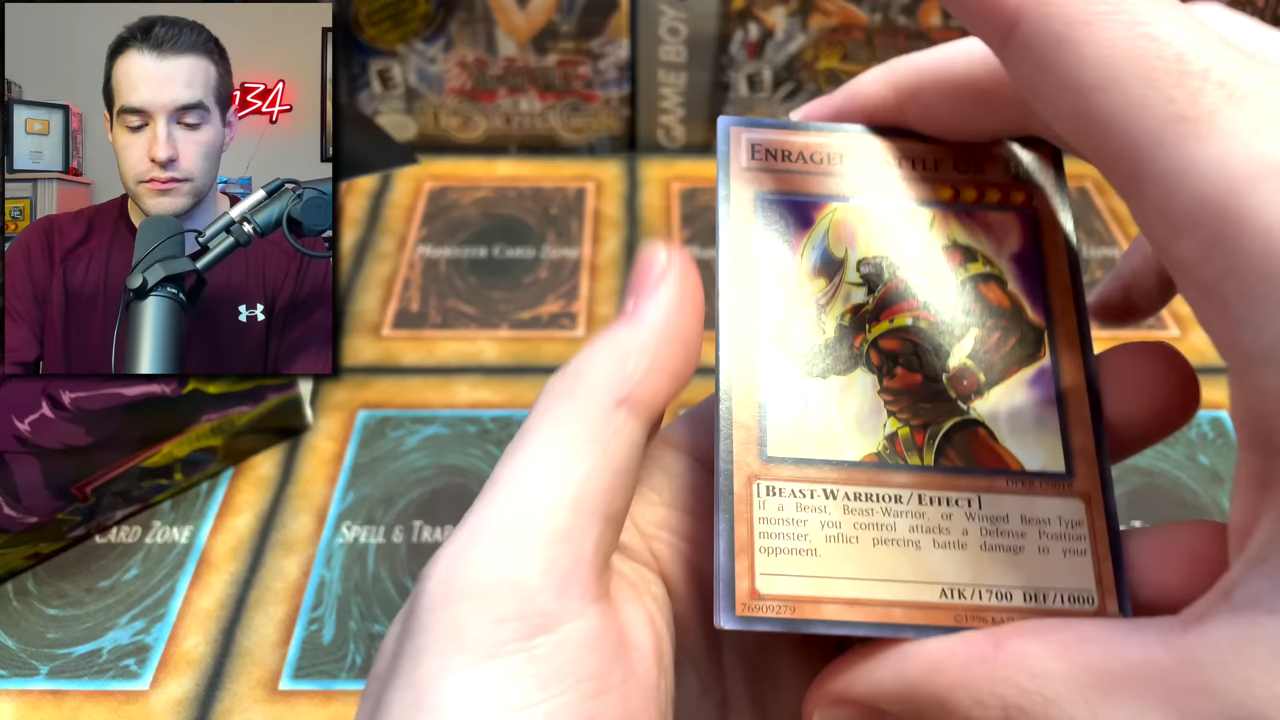 134
GAME BOY
MONSTER CARD ZONE
CARD ZONE
SPELL & TRAP
[BEAST-WARRIOR/EFFECT]
If a Beast, Beast-Warrior, or Winged Beast-Type
monster you control attacks a Defense Position
monster, inflict piercing battle damage to your
opponent.
ATK/1700 DEF/1000
76909279